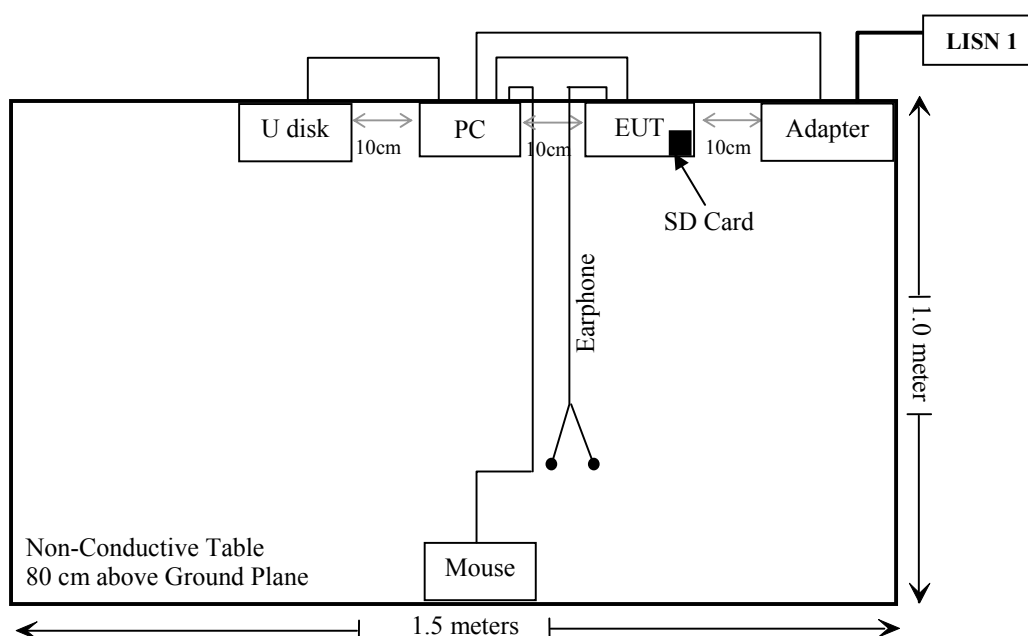 LISN 1
U disk
PC
EUT
Adapter
10cm
10cm
10cm
SD Card
Earphone
1.0 meter
Non-Conductive Table
80 cm above Ground Plane
Mouse
1.5 meters